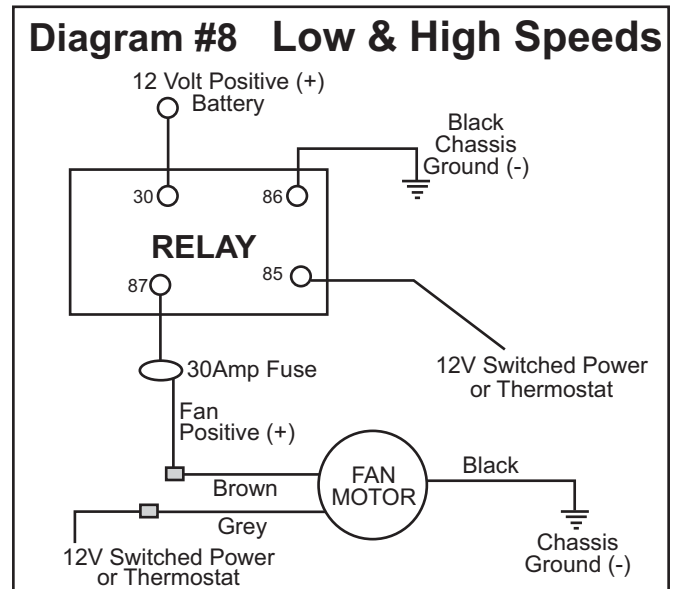 Diagram #8 Low & High Speeds
12 Volt Positive (+)
Battery
Black
Chassis
Ground (-)
30
86
RELAY
87
85
30Amp Fuse
12V Switched Power
or Thermostat
Fan
Positive (+)
Brown
FAN
MOTOR
Black
Grey
12V Switched Power
or Thermostat
Chassis
Ground (-)